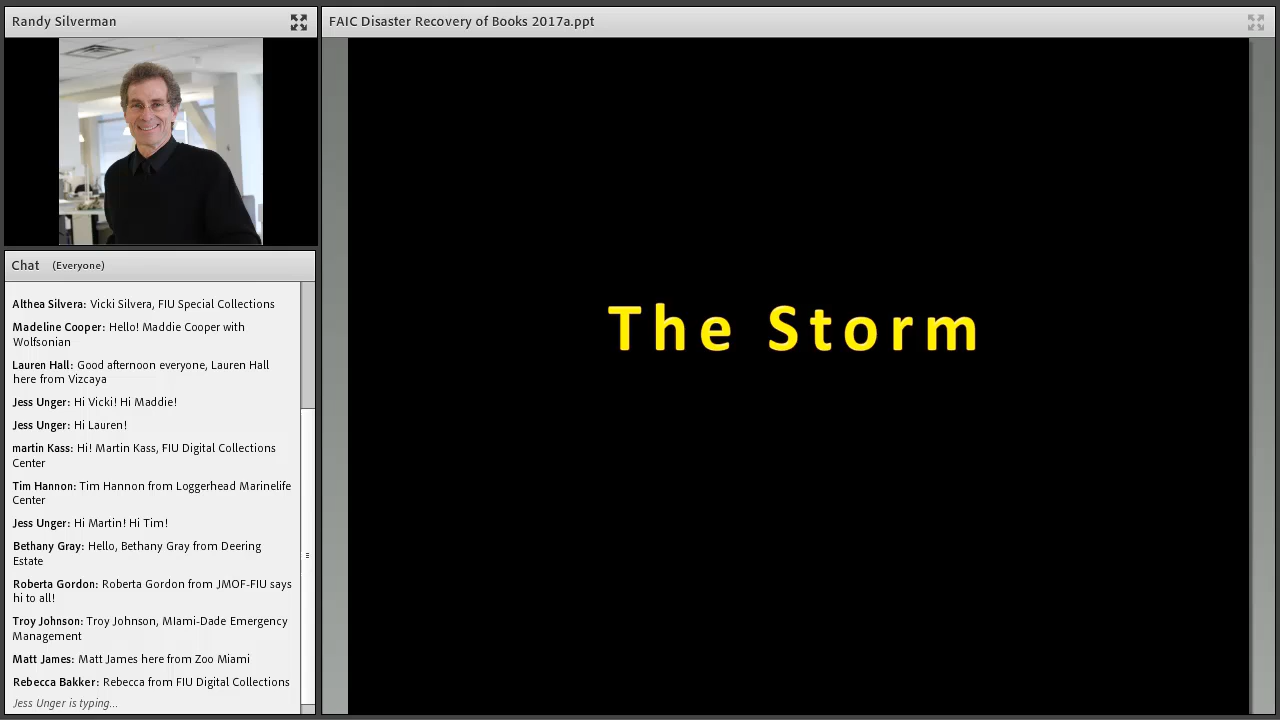 Randy Silverman
FAIC Disaster Recovery of Books 2017a.ppt
The Storm
Chat (Everyone)
Althea Silvera: Vicki Silvera, FIU Special Collections
Madeline Cooper: Hello! Maddie Cooper with
Wolfsonian
Lauren Hall: Good afternoon everyone, Lauren Hall
here from Vizcaya
Jess Unger: Hi Vicki! Hi Maddie!
Jess Unger: Hi Lauren!
martin Kass: Hi! Martin Kass, FIU Digital Collections
Center
Tim Hannon: Tim Hannon from Loggerhead Marinelife
Center
Jess Unger: Hi Martin! Hi Tim!
Bethany Gray: Hello, Bethany Gray from Deering
Estate
Roberta Gordon: Roberta Gordon from JMOF-FIU says
hi to all!
Troy Johnson: Troy Johnson, MIami-Dade Emergency
Management
Matt James: Matt James here from Zoo Miami
Rebecca Bakker: Rebecca from FIU Digital Collections
Jess Unger is typing...